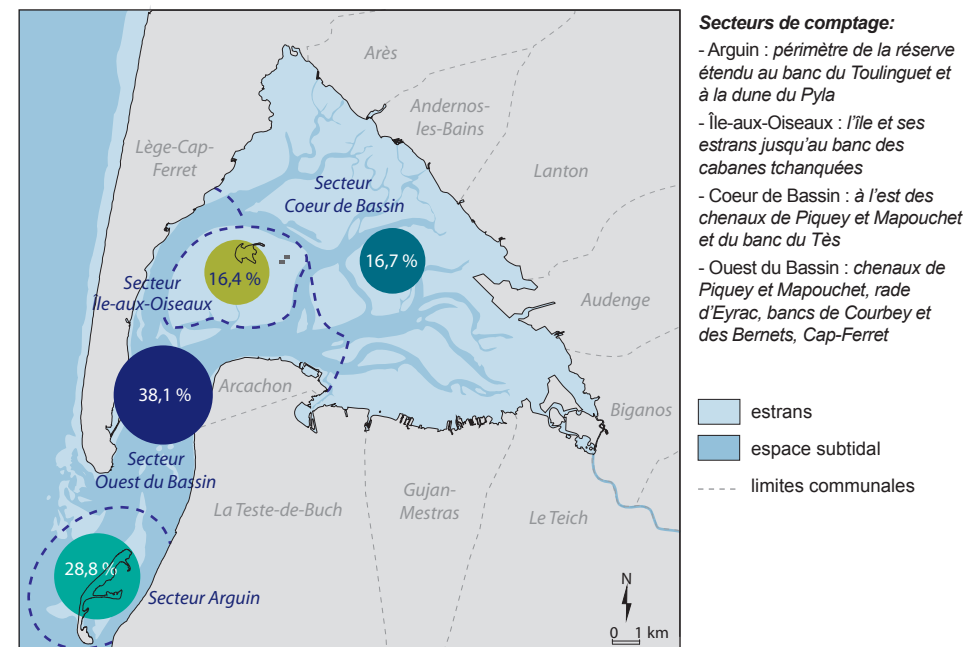 Arès
Andernos-
les-Bains
Lège-Cap-
Ferret
Lanton
Secteur
Coeur de Bassin
16,7 %
16,4 %
Secteur
Île-aux-Oiseaux
Audenge
38,1 %
Arcachon
Biganos
Secteur
Ouest du Bassin
La Teste-de-Buch
Gujan-
Mestras
Le Teich
28,8 %
Secteur Arguin
N
0 1 km
Secteurs de comptage:
- Arguin : périmètre de la réserve
étendu au banc du Toulinguet et
à la dune du Pyla
- Île-aux-Oiseaux : l'île et ses
estrans jusqu'au banc des
cabanes tchanquées
- Coeur de Bassin : à l'est des
chenaux de Piquey et Mapouchet
et du banc du Tès
- Ouest du Bassin : chenaux de
Piquey et Mapouchet, rade
d'Eyrac, bancs de Courbey et
des Bernets, Cap-Ferret
estrans
espace subtidal
limites communales